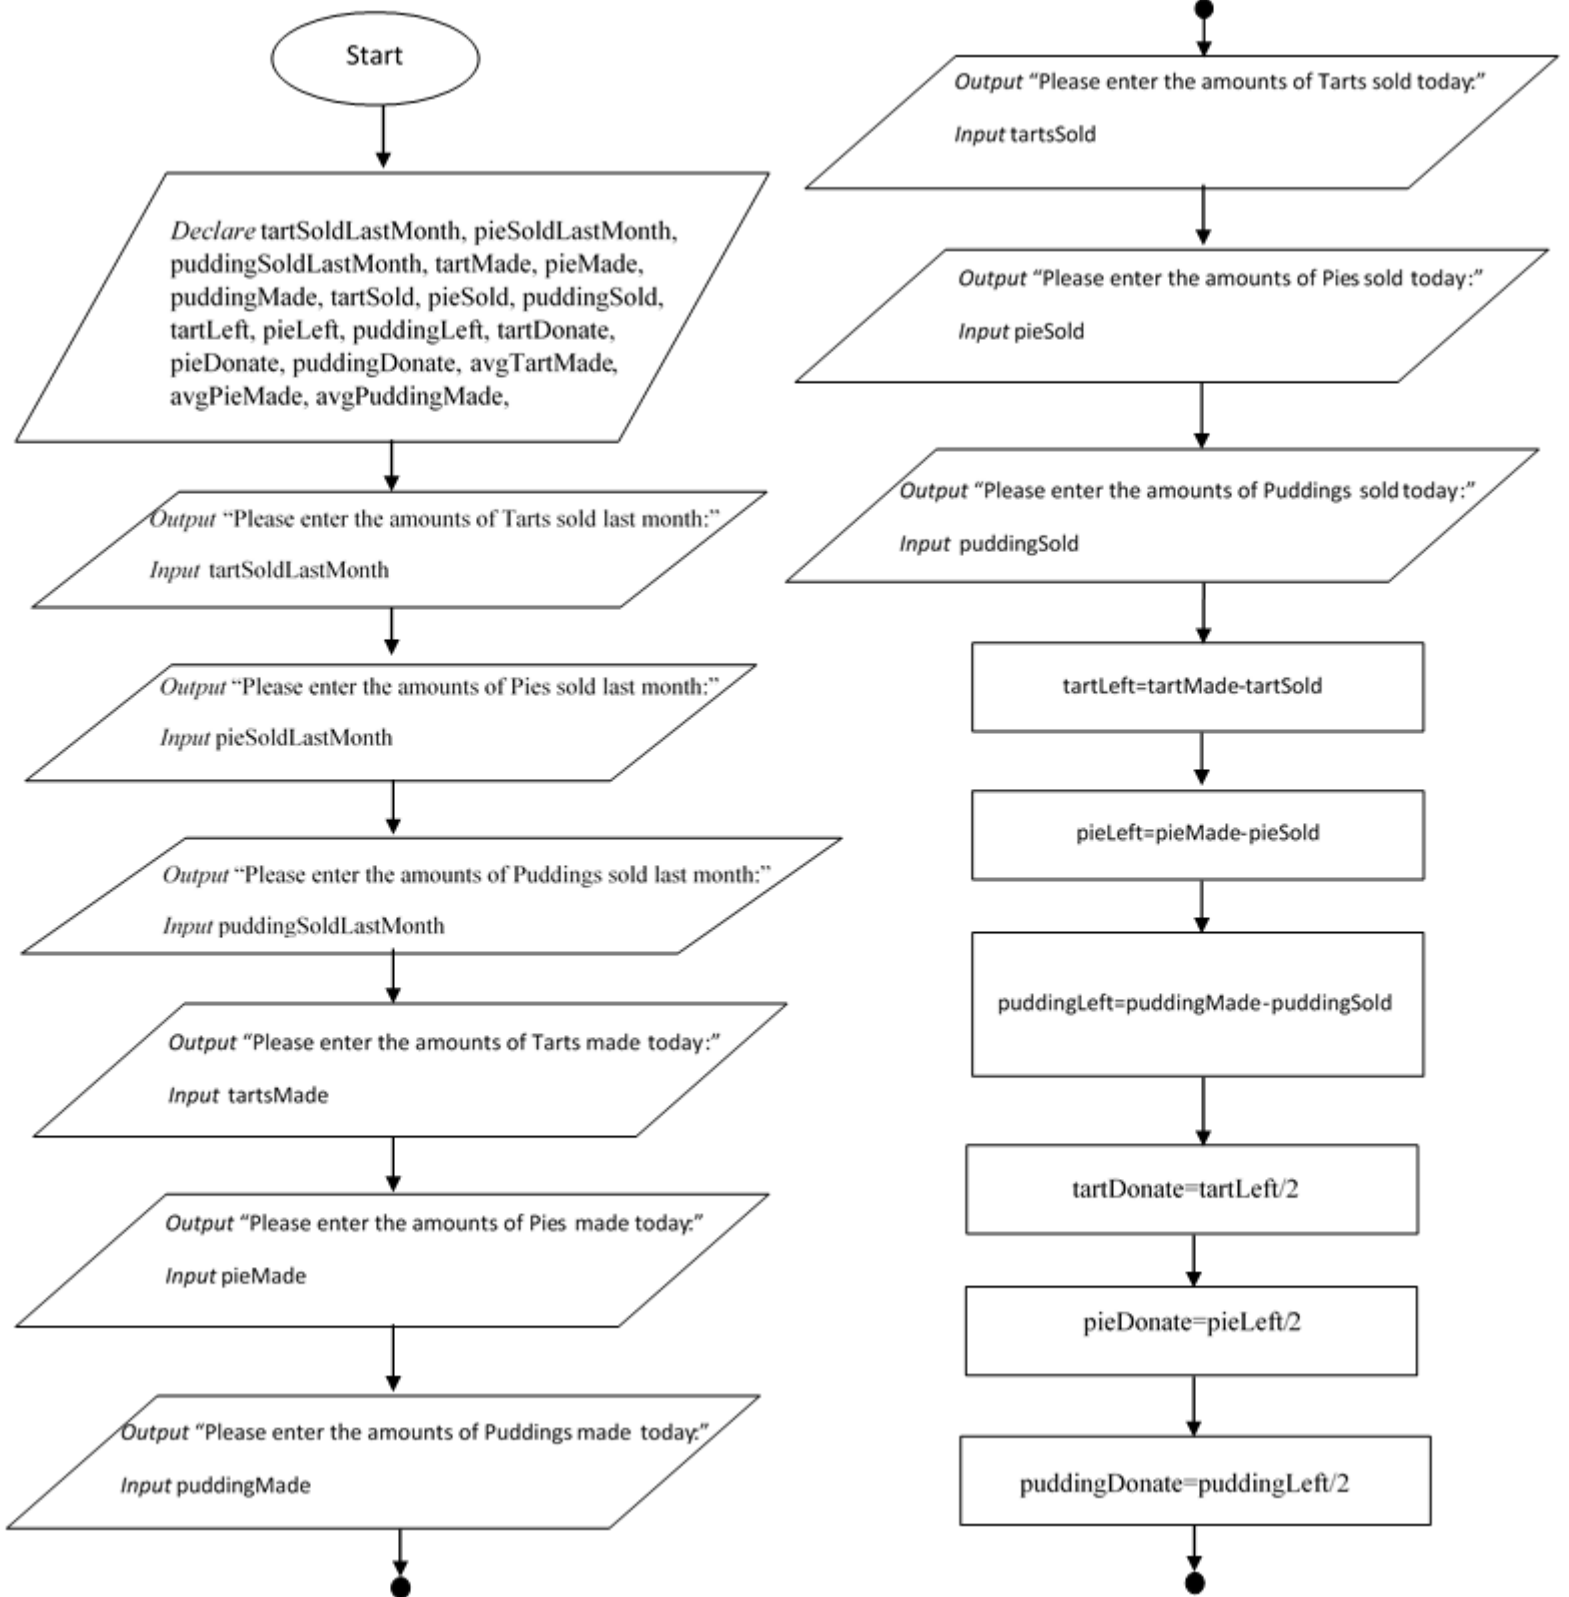 Start
Declare tartSoldLastMonth, pieSoldLastMonth,
puddingSoldLastMonth, tartMade, pieMade,
puddingMade, tartSold, pieSold, puddingSold,
tartLeft, pieLeft, puddingLeft, tartDonate,
pieDonate, puddingDonate, avgTartMade,
avgPieMade, avgPuddingMade,
Output “Please enter the amounts of Tarts sold last month:”
Input tartSoldLastMonth
Output “Please enter the amounts of Pies sold last month:”
Input pieSoldLastMonth
Output “Please enter the amounts of Puddings sold last month:”
Input puddingSoldLastMonth
Output “Please enter the amounts of Tarts made today:”
Input tartsMade
Output “Please enter the amounts of Pies made today:”
Input pieMade
Output “Please enter the amounts of Puddings made today:”
Input puddingMade
Output “Please enter the amounts of Tarts sold today:”
Input tartsSold
Output “Please enter the amounts of Pies sold today:”
Input pieSold
Output “Please enter the amounts of Puddings sold today:”
Input puddingSold
tartLeft=tartMade-tartSold
pieLeft=pieMade-pieSold
puddingLeft=puddingMade-puddingSold
tartDonate=tartLeft/2
pieDonate=pieLeft/2
puddingDonate=puddingLeft/2